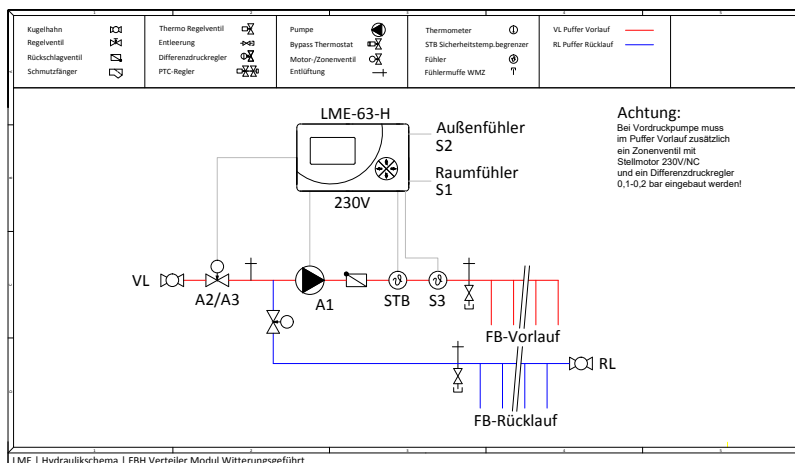 Kugelhahn
Regelventil
Rückschlagventil
Schmutzfänger
Thermo Regelventil
Entleerung
Differenzdruckregler
PTC-Regler
Pumpe
Bypass Thermostat
Motor-/Zonenventil
Entlüftung
Thermometer
STB Sicherheitstemp.begrenzer
Fühler
Fühlermuffe WMZ
VL Puffer Vorlauf
RL Puffer Rücklauf
LME-63-H
Außenfühler
S2
Raumfühler
S1
230V
Achtung:
Bei Vordruckpumpe muss
im Puffer Vorlauf zusätzlich
ein Zonenventil mit
Stellmotor 230V/NC
und ein Differenzdruckregler
0,1-0,2 bar eingebaut werden!
VL
A2/A3
A1
STB
S3
FB-Vorlauf
RL
FB-Rücklauf
LME | Hydraulikschema | FBH Verteiler Modul Witterungsgeführt